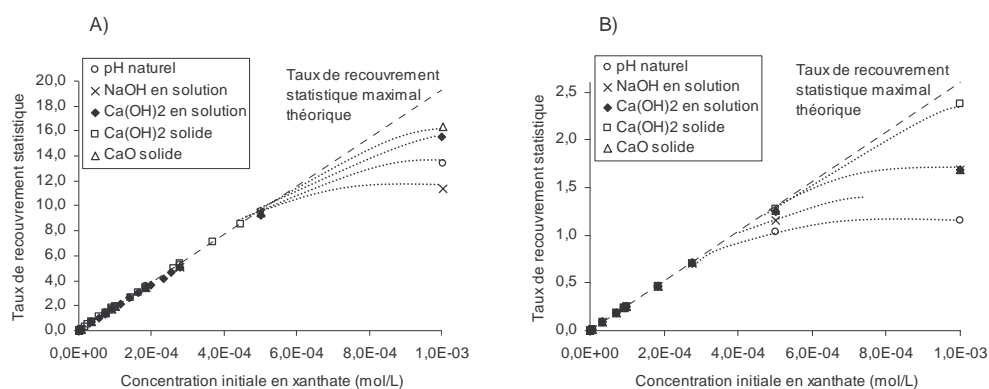 A)
Taux de recouvrement statistique
20,0
18,0
16,0
14,0
12,0
10,0
8,0
6,0
4,0
2,0
0,0
pH naturel
NaOH en solution
Ca(OH)2 en solution
Ca(OH)2 solide
CaO solide
Taux de recouvrement
statistique maximal
théorique
0,0E+00
2,0E-04
4,0E-04
6,0E-04
8,0E-04
1,0E-03
Concentration initiale en xanthate (mol/L)
B)
Taux de recouvrement statistique
2,5
2,0
1,5
1,0
0,5
0,0
pH naturel
NaOH en solution
Ca(OH)2 en solution
Ca(OH)2 solide
CaO solide
Taux de recouvrement
statistique maximal
théorique
0,0E+00
2,0E-04
4,0E-04
6,0E-04
8,0E-04
1,0E-03
Concentration initiale en xanthate (mol/L)